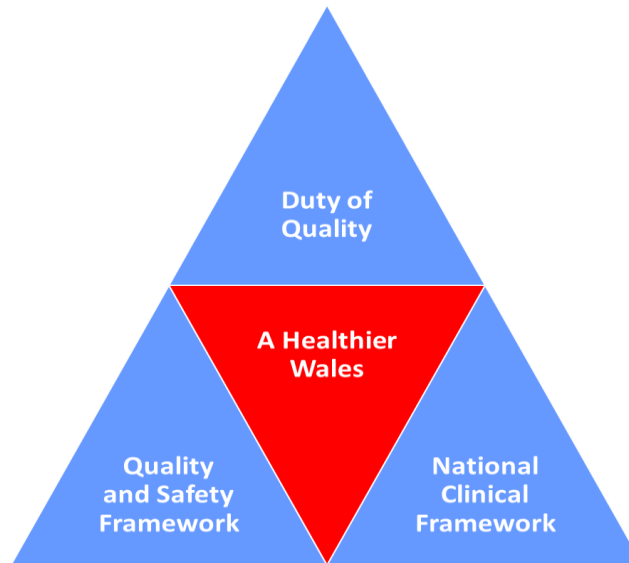 Duty of
Quality
A Healthier
Wales
Quality
and Safety
Framework
National
Clinical
Framework